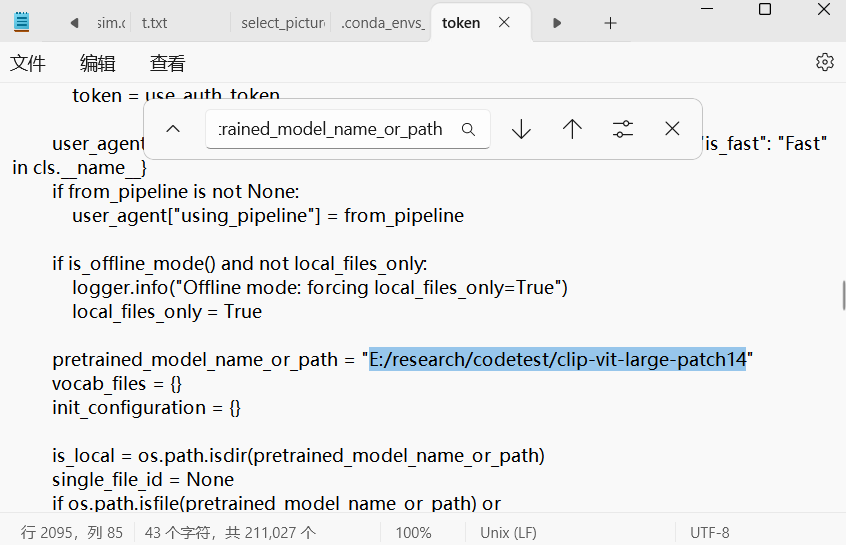 sim.c
t.txt
select_pictur
.conda_envs_
token
文件 编辑 查看
token = use_auth_token
:rained_model_name_or_path
user_agent "is_fast": "Fast"
in cls.__name__}
if from_pipeline is not None:
user_agent["using_pipeline"] = from_pipeline
if is_offline_mode() and not local_files_only:
logger.info("Offline mode: forcing local_files_only=True")
local_files_only = True
pretrained_model_name_or_path = "E:/research/codetest/clip-vit-large-patch14"
vocab_files = {}
init_configuration = {}
is_local = os.path.isdir(pretrained_model_name_or_path)
single_file_id = None
if os.path.isfile(pretrained_model_name_or_path) or
行 2095，列 85 43 个字符，共 211,027 个 100% Unix (LF) UTF-8